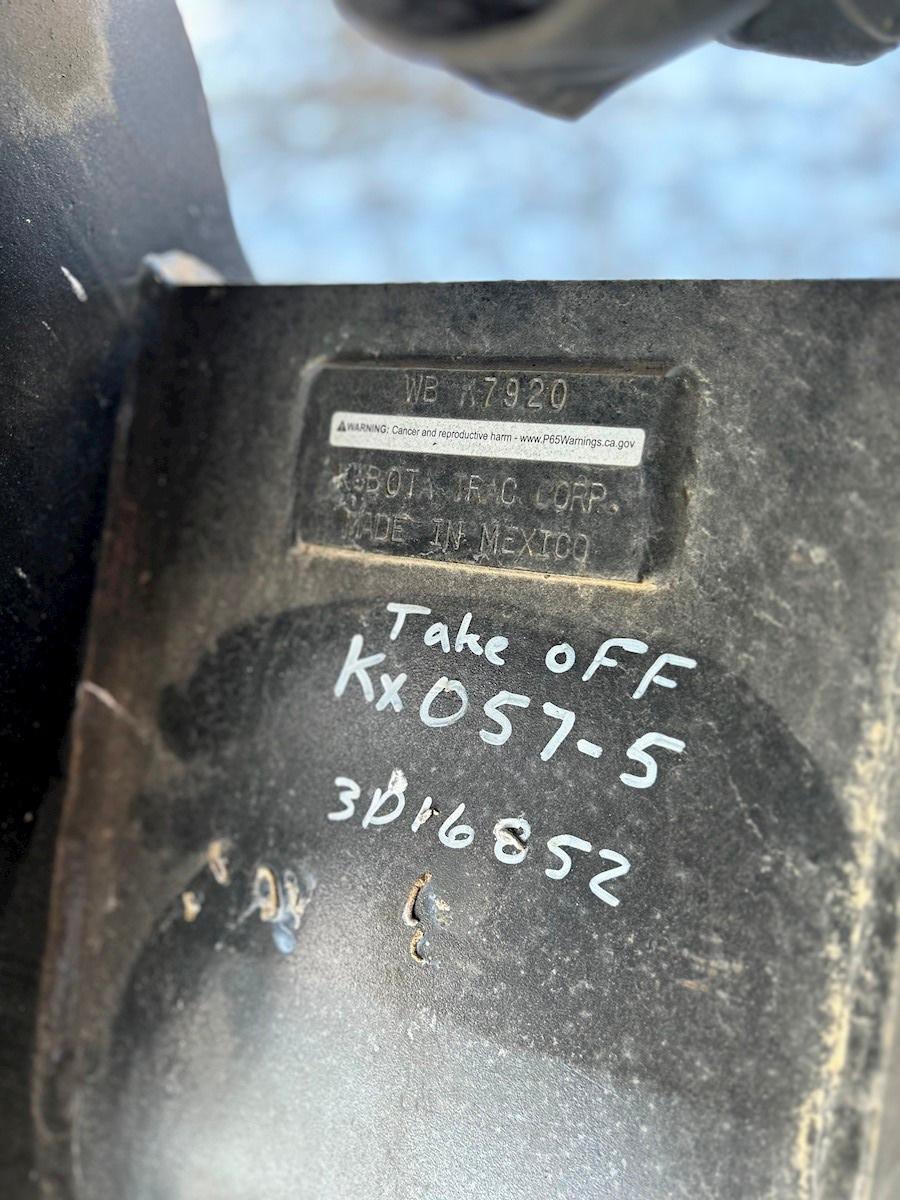 WB K7920
WARNING: Cancer and reproductive harm - www.P65Warnings.ca.gov
KUBOTA TRAC CORP.
MADE IN MEXICO
Take oFF
Kx057-5
3D16852